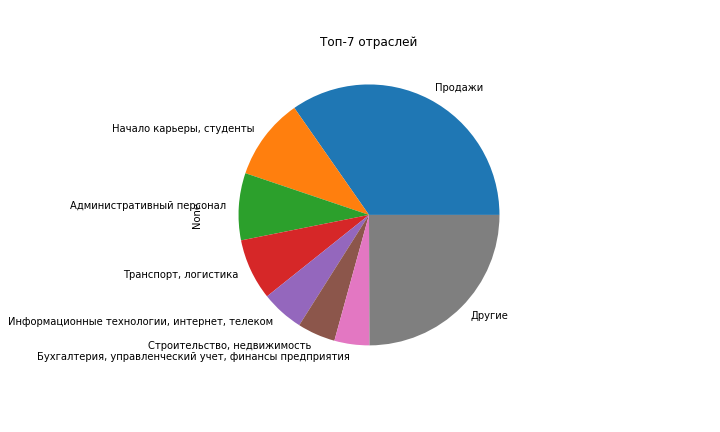 Топ-7 отраслей
Продажи
Начало карьеры, студенты
Административный персонал
None
Транспорт, логистика
Информационные технологии, интернет, телеком
Строительство, недвижимость
Бухгалтерия, управленческий учет, финансы предприятия
Другие